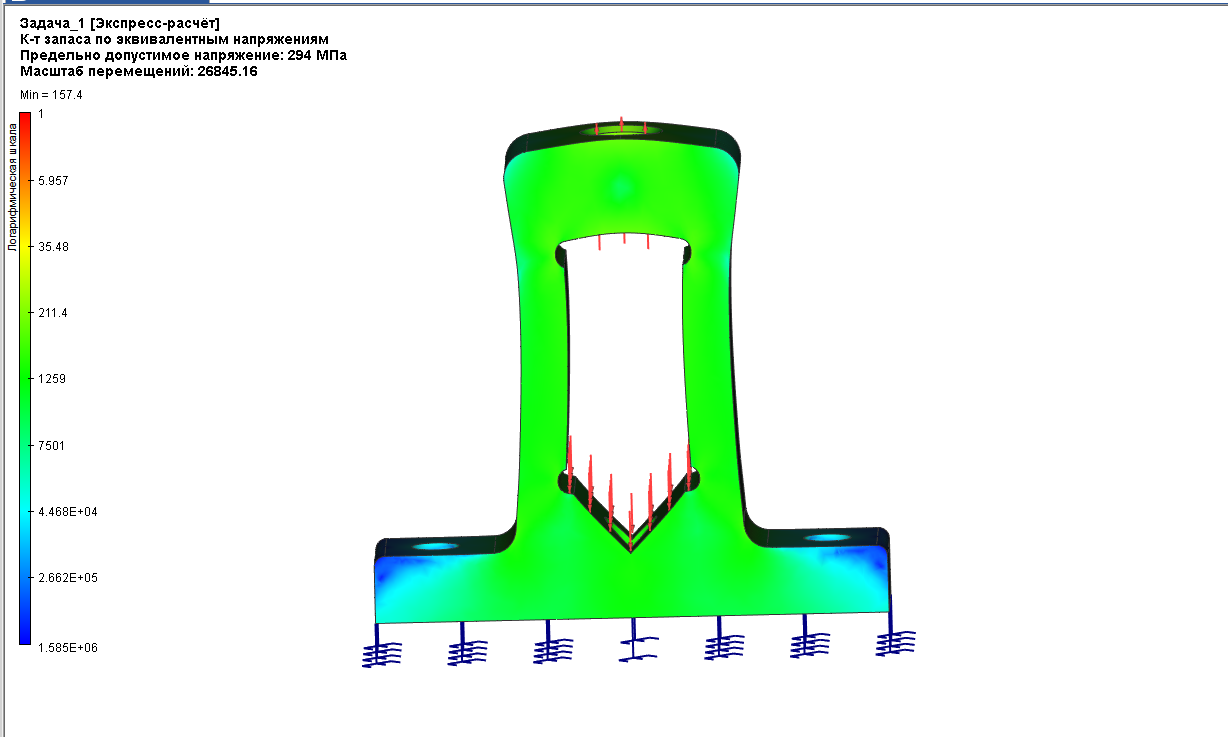 Задача_1 [Экспресс-расчёт]
К-т запаса по эквивалентным напряжениям
Предельно допустимое напряжение: 294 МПа
Масштаб перемещений: 26845.16
Min = 157.4
Логарифмическая шкала
1
5.957
35.48
211.4
1259
7501
4.468E+04
2.662E+05
1.585E+06